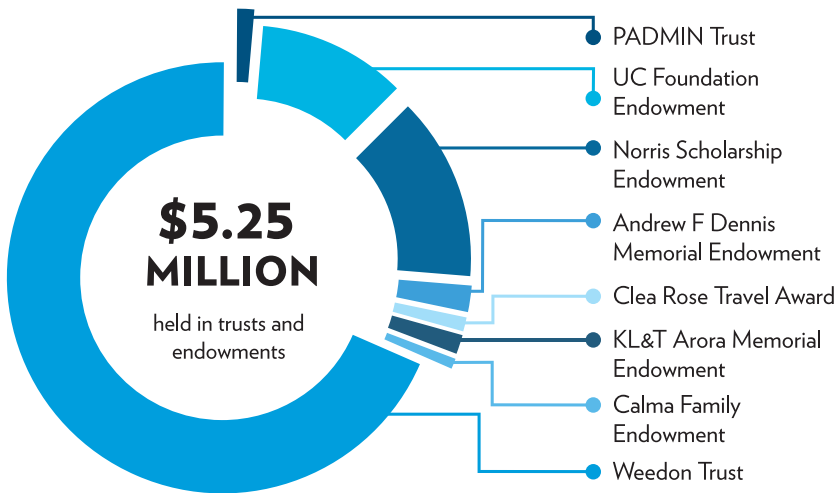 $5.25
MILLION
held in trusts and
endowments
PADMIN Trust
UC Foundation
Endowment
Norris Scholarship
Endowment
Andrew F Dennis
Memorial Endowment
Clea Rose Travel Award
KL&T Arora Memorial
Endowment
Calma Family
Endowment
Weedon Trust